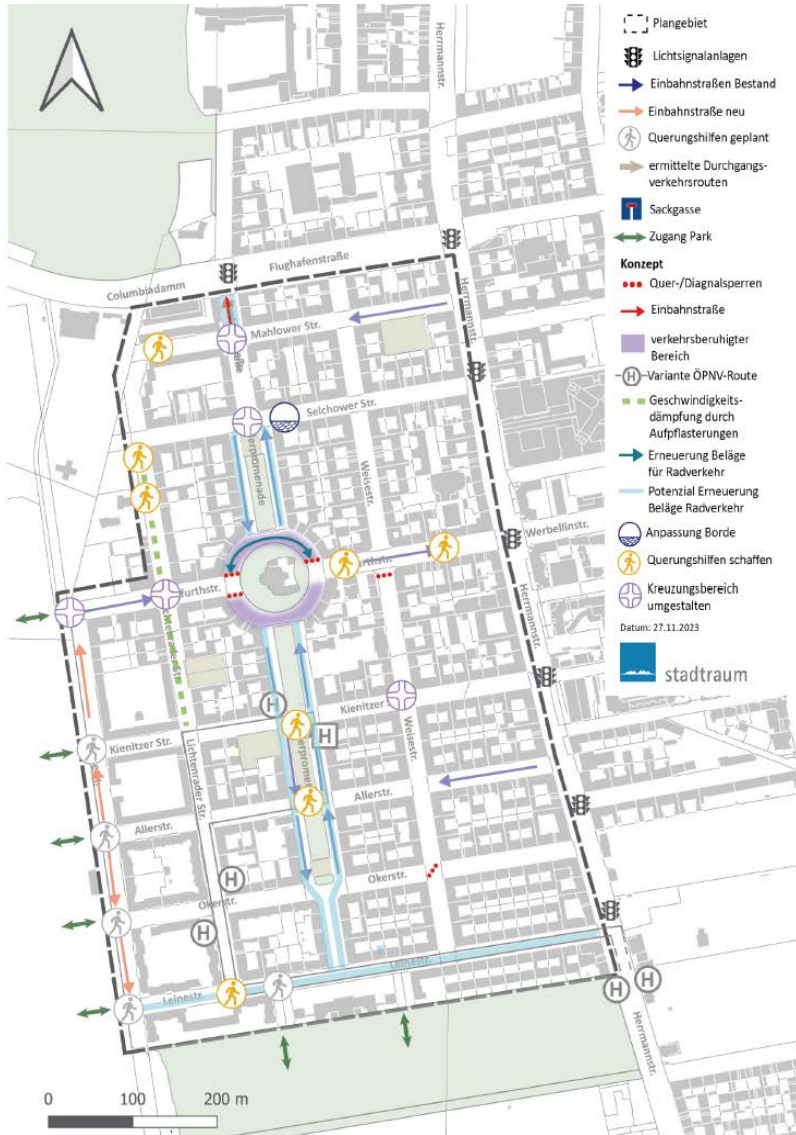 Herrmannstr.
Flughafenstraße
Columbiadamm
Mahlower Str.
Herrmannstr.
Selchower Str.
erpromenade
Weisestr.
Werbellinstr.
urthstr.
Herrmannstr.
Kienitzer
Kienitzer Str.
Lichtenrader Str.
Weisestr.
Allerstr.
Allerstr.
Okerstr.
Okerstr.
Leinestr.
Herrmannstr.
H
H
H
H
H
H
0 100 200 m
Plangebiet
Lichtsignalanlagen
Einbahnstraßen Bestand
Einbahnstraße neu
Querungshilfen geplant
ermittelte Durchgangs-
verkehrsrouten
Sackgasse
Zugang Park
Konzept
Quer-/Diagnalsperren
Einbahnstraße
verkehrsberuhigter
Bereich
H Variante ÖPNV-Route
Geschwindigkeits-
dämpfung durch
Aufpflasterungen
Erneuerung Beläge
für Radverkehr
Potenzial Erneuerung
Beläge Radverkehr
Anpassung Borde
Querungshilfen schaffen
Kreuzungsbereich
umgestalten
Datum: 27.11.2023
stadtraum